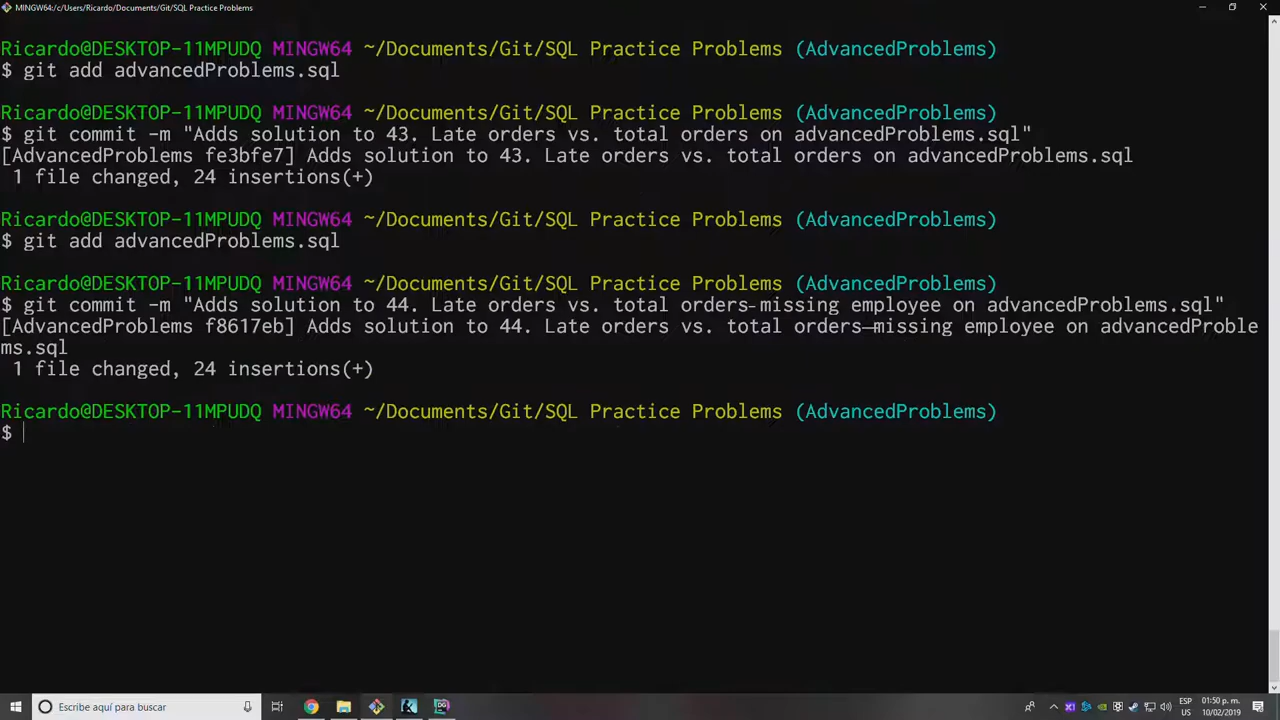 MINGW64:/c/Users/Ricardo/Documents/Git/SQL Practice Problems
Ricardo@DESKTOP-11MPUDQ MINGW64 ~/Documents/Git/SQL Practice Problems (AdvancedProblems)
$ git add advancedProblems.sql
Ricardo@DESKTOP-11MPUDQ MINGW64 ~/Documents/Git/SQL Practice Problems (AdvancedProblems)
$ git commit -m "Adds solution to 43. Late orders vs. total orders on advancedProblems.sql"
[AdvancedProblems fe3bfe7] Adds solution to 43. Late orders vs. total orders on advancedProblems.sql
1 file changed, 24 insertions(+)
Ricardo@DESKTOP-11MPUDQ MINGW64 ~/Documents/Git/SQL Practice Problems (AdvancedProblems)
$ git add advancedProblems.sql
Ricardo@DESKTOP-11MPUDQ MINGW64 ~/Documents/Git/SQL Practice Problems (AdvancedProblems)
$ git commit -m "Adds solution to 44. Late orders vs. total orders-missing employee on advancedProblems.sql"
[AdvancedProblems f8617eb] Adds solution to 44. Late orders vs. total orders—missing employee on advancedProble
ms.sql
1 file changed, 24 insertions(+)
Ricardo@DESKTOP-11MPUDQ MINGW64 ~/Documents/Git/SQL Practice Problems (AdvancedProblems)
$
Escribe aquí para buscar
ESP
US
01:50 p. m.
10/02/2019